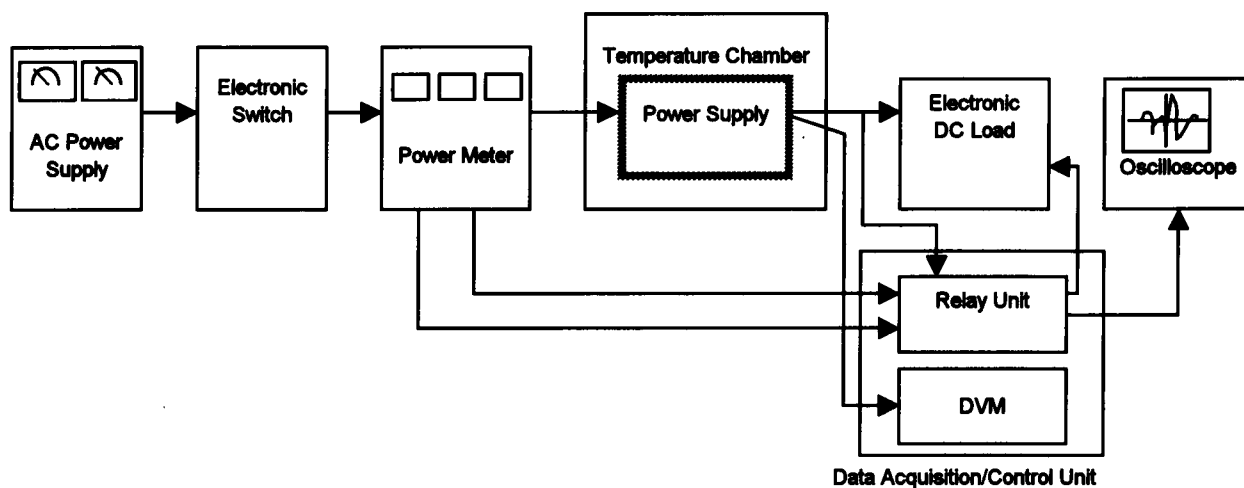 AC Power
Supply
Electronic
Switch
Power Meter
Temperature Chamber
Power Supply
Electronic
DC Load
Oscilloscope
Relay Unit
DVM
Data Acquisition/Control Unit